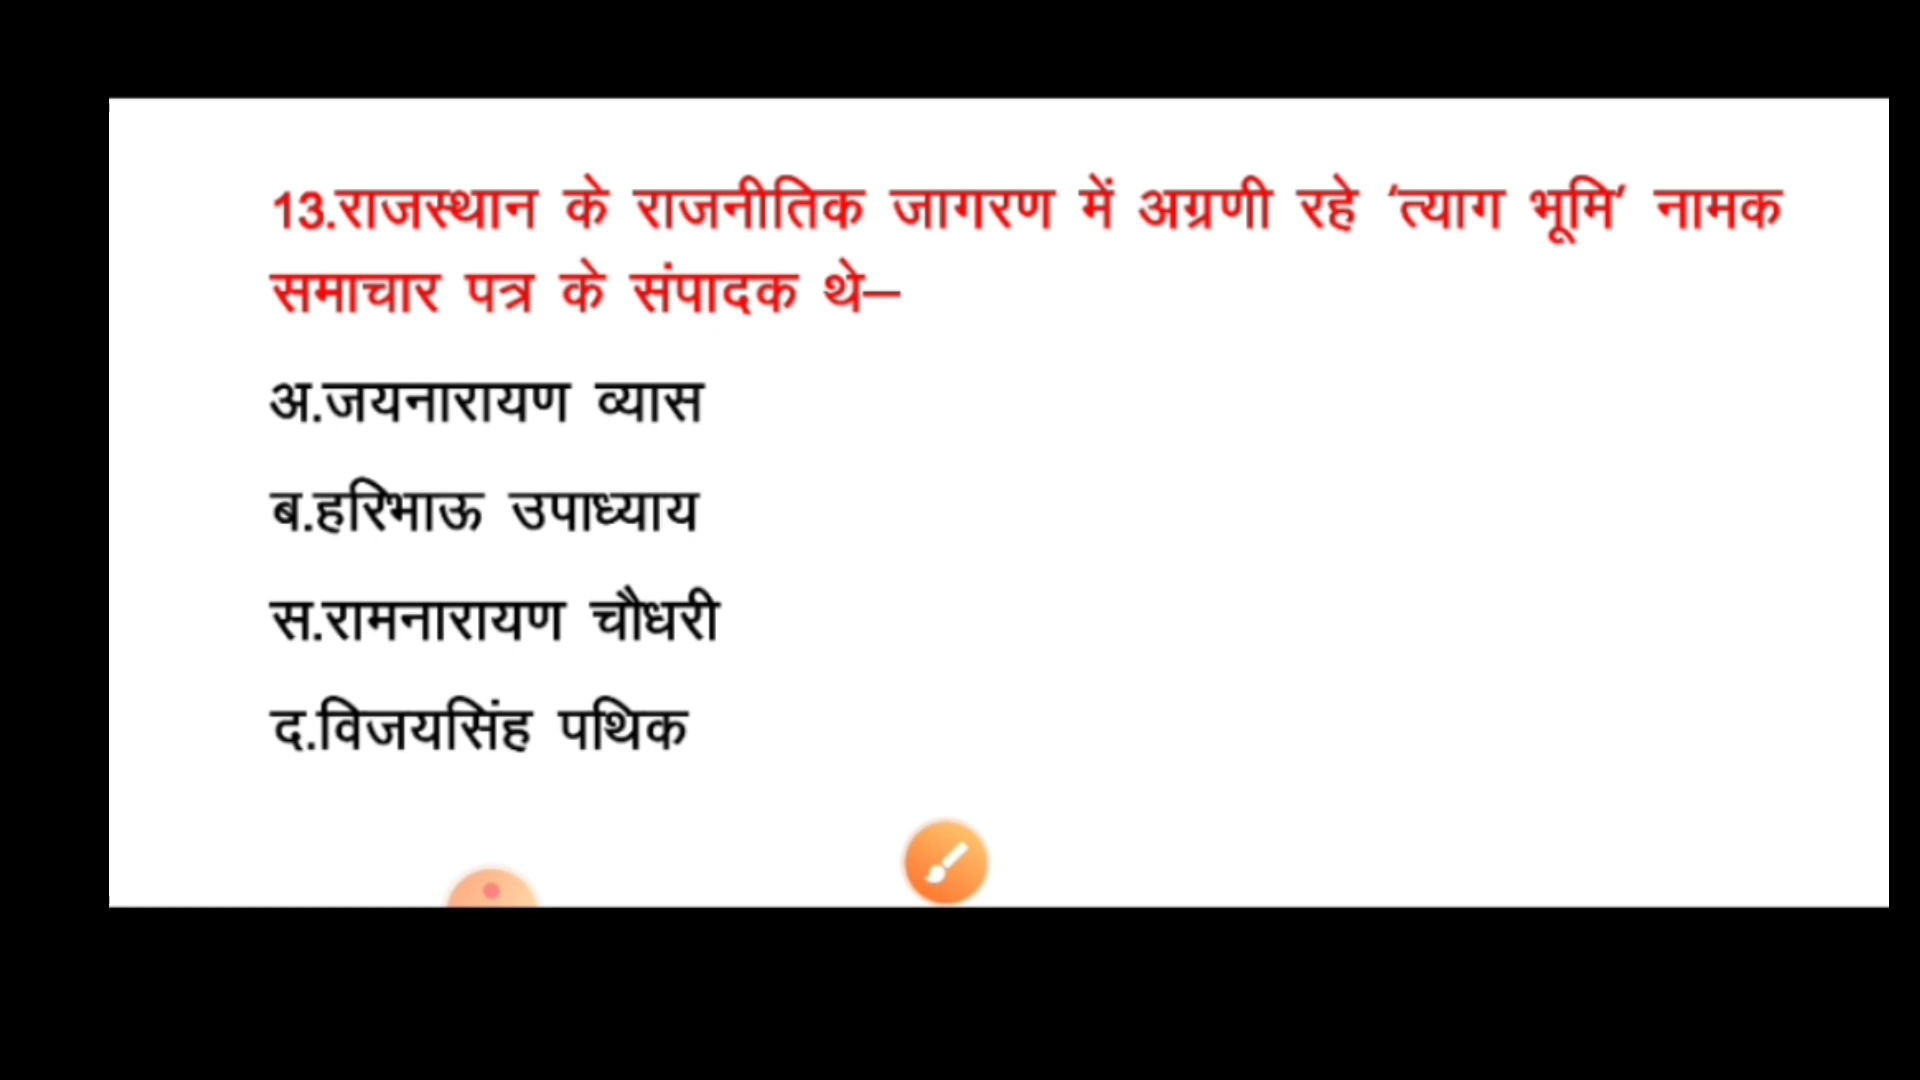 13.राजस्थान के राजनीतिक जागरण में अग्रणी रहे ‘त्याग भूमि’ नामक
समाचार पत्र के संपादक थे–
अ.जयनारायण व्यास
ब.हरिभाऊ उपाध्याय
स.रामनारायण चौधरी
द.विजयसिंह पथिक